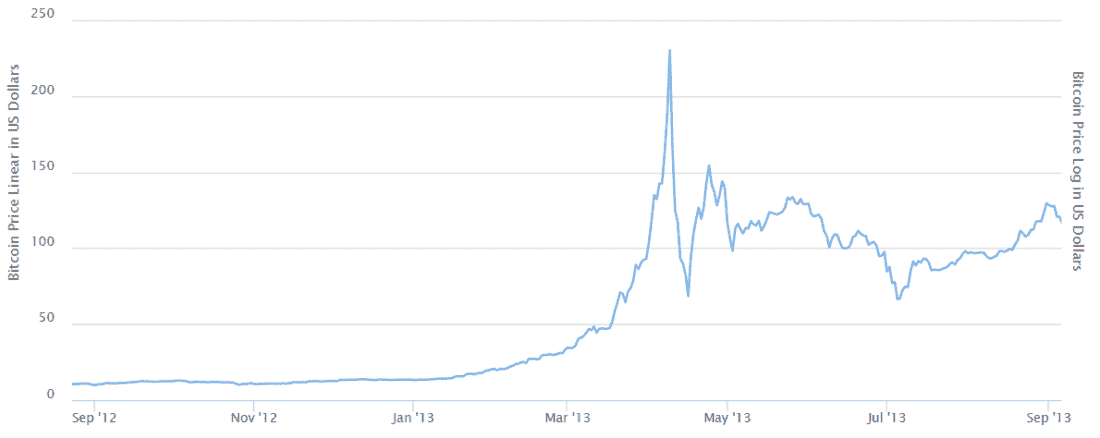 250
200
150
100
50
0
Bitcoin Price Linear in US Dollars
Bitcoin Price Log in US Dollars
Sep '12 Nov '12 Jan '13 Mar '13 May '13 Jul '13 Sep '13